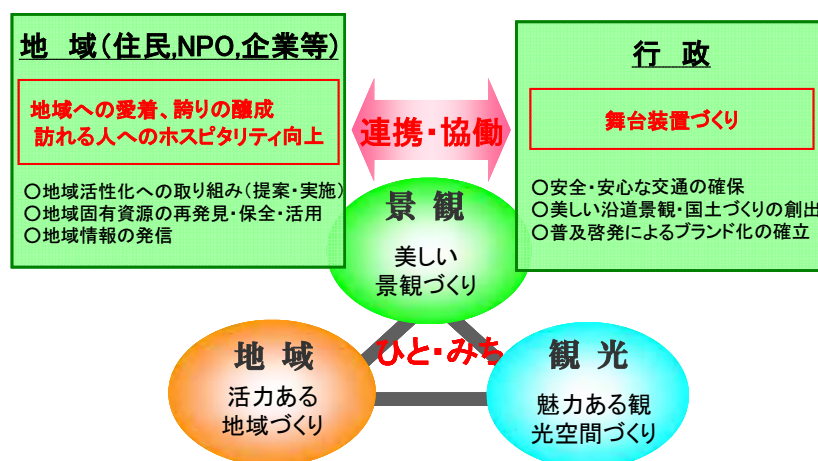 地 域(住民,NPO,企業等)
地域への愛着、誇りの醸成
訪れる人へのホスピタリティ向上
〇地域活性化への取り組み(提案・実施)
〇地域固有資源の再発見・保全・活用
〇地域情報の発信
連携・協働
行 政
舞台装置づくり
〇安全・安心な交通の確保
〇美しい沿道景観・国土づくりの創出
〇普及啓発によるブランド化の確立
景 観
美しい
景観づくり
ひと・みち
地 域
活力ある
地域づくり
観 光
魅力ある観
光空間づくり